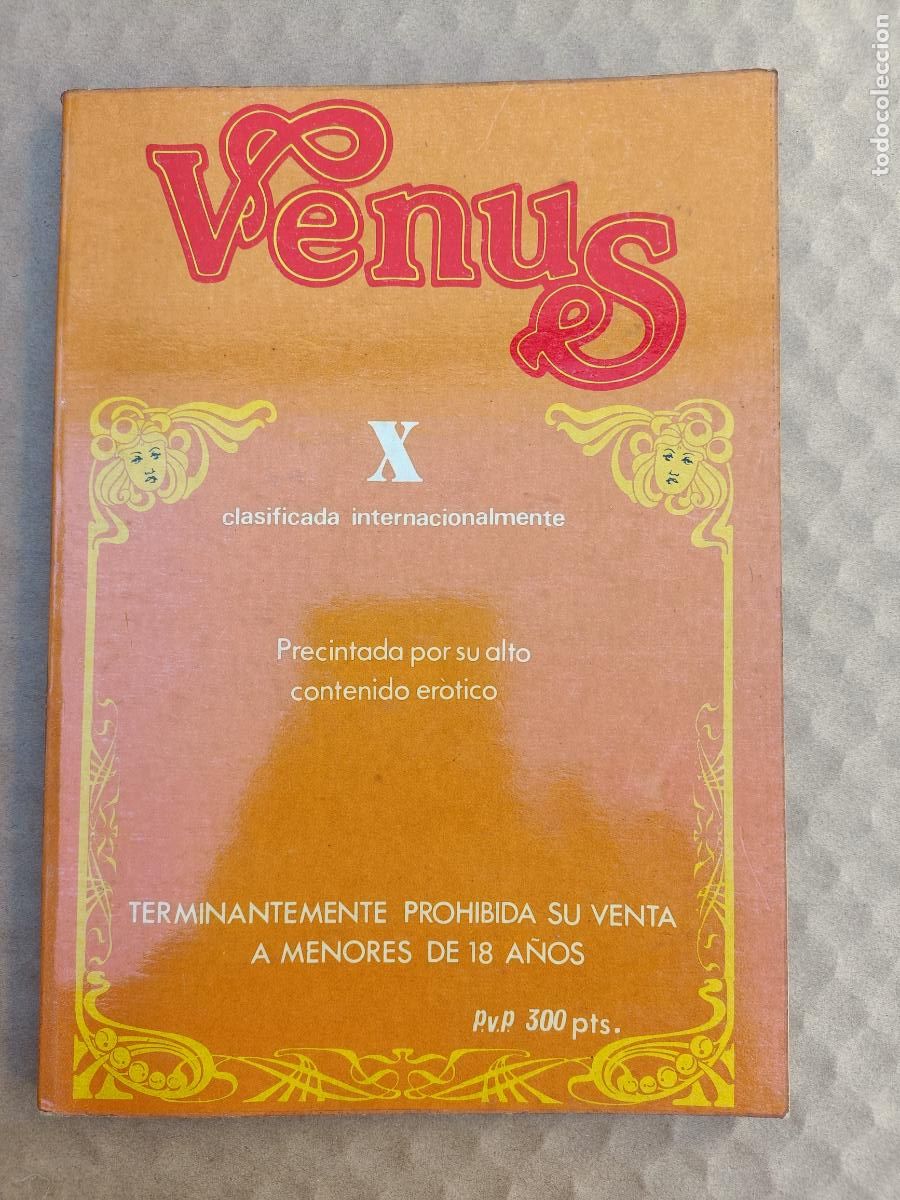 Venus
X
clasificada internacionalmente
Precintada por su alto
contenido eròtico
TERMINANTEMENTE PROHIBIDA SU VENTA
A MENORES DE 18 AÑOS
P.v.P. 300 pts.
todocoleccion